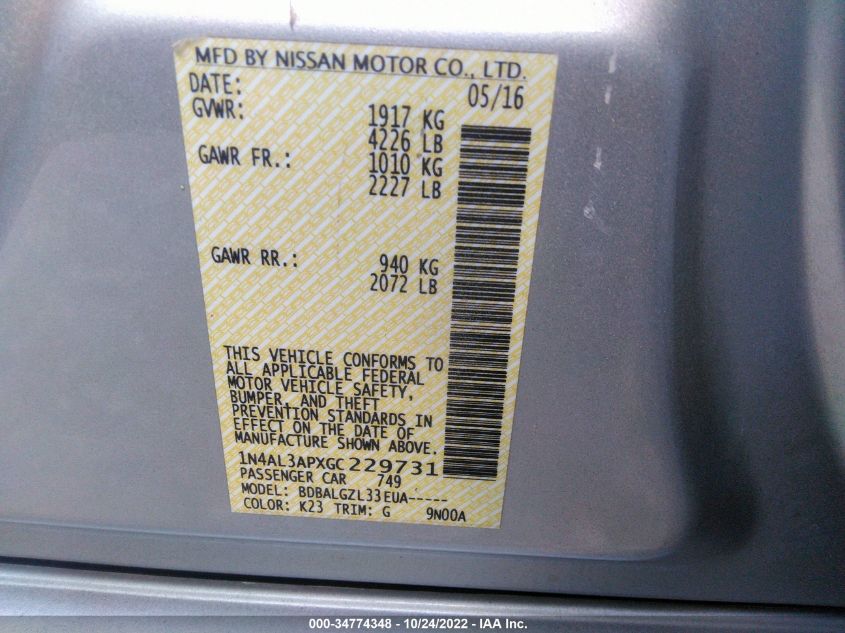 MFD BY NISSAN MOTOR CO., LTD.
DATE: 05/16
GVWR: 1917 KG
4226 LB
GAWR FR.: 1010 KG
2227 LB
GAWR RR.: 940 KG
2072 LB
THIS VEHICLE CONFORMS TO
ALL APPLICABLE FEDERAL
MOTOR VEHICLE SAFETY,
BUMPER, AND THEFT
PREVENTION STANDARDS IN
EFFECT ON THE DATE OF
MANUFACTURE SHOWN ABOVE.
1N4AL3APXGC229731
PASSENGER CAR 749
MODEL: BDBALGZL33EUA-----
COLOR: K23 TRIM: G 9N00A
000-34774348 - 10/24/2022 - IAA Inc.